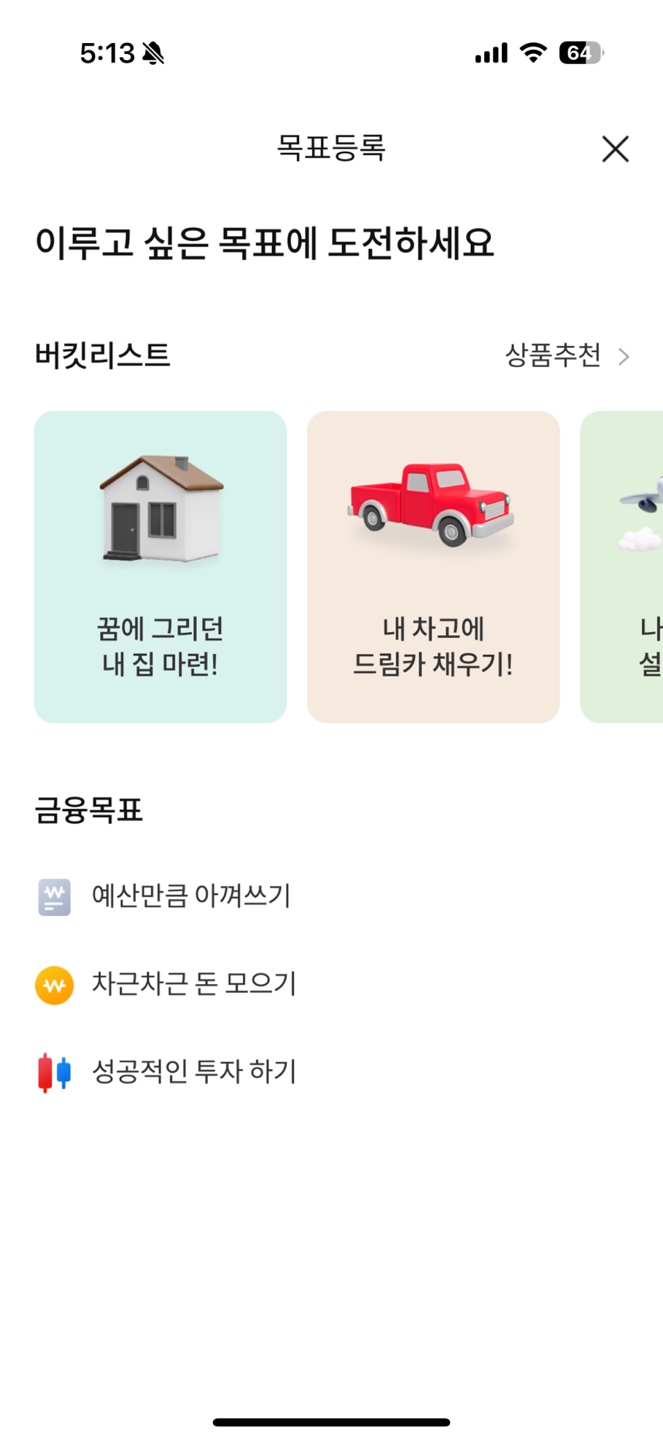 5:13
64
목표등록
이루고 싶은 목표에 도전하세요
버킷리스트
상품추천
꿈에 그리던
내 집 마련!
내 차고에
드림카 채우기!
나
설
금융목표
예산만큼 아껴쓰기
차근차근 돈 모으기
성공적인 투자 하기